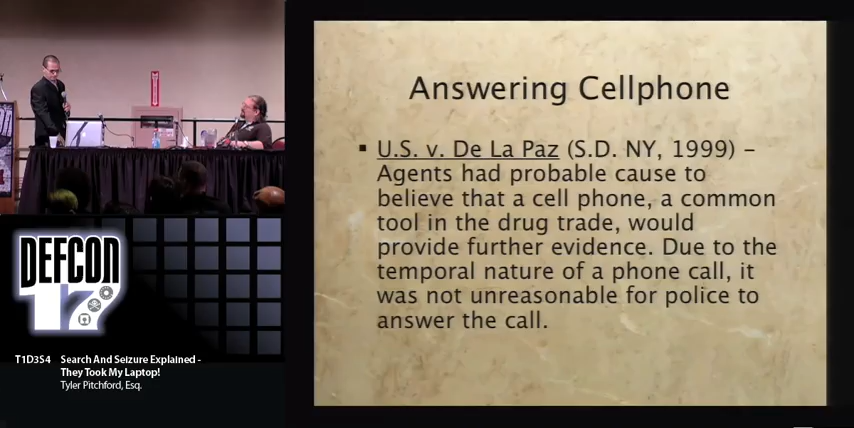 Answering Cellphone
▪ U.S. v. De La Paz (S.D. NY, 1999) –
Agents had probable cause to
believe that a cell phone, a common
tool in the drug trade, would
provide further evidence. Due to the
temporal nature of a phone call, it
was not unreasonable for police to
answer the call.
DEFCON
17
T1D3S4 Search And Seizure Explained -
They Took My Laptop!
Tyler Pitchford, Esq.